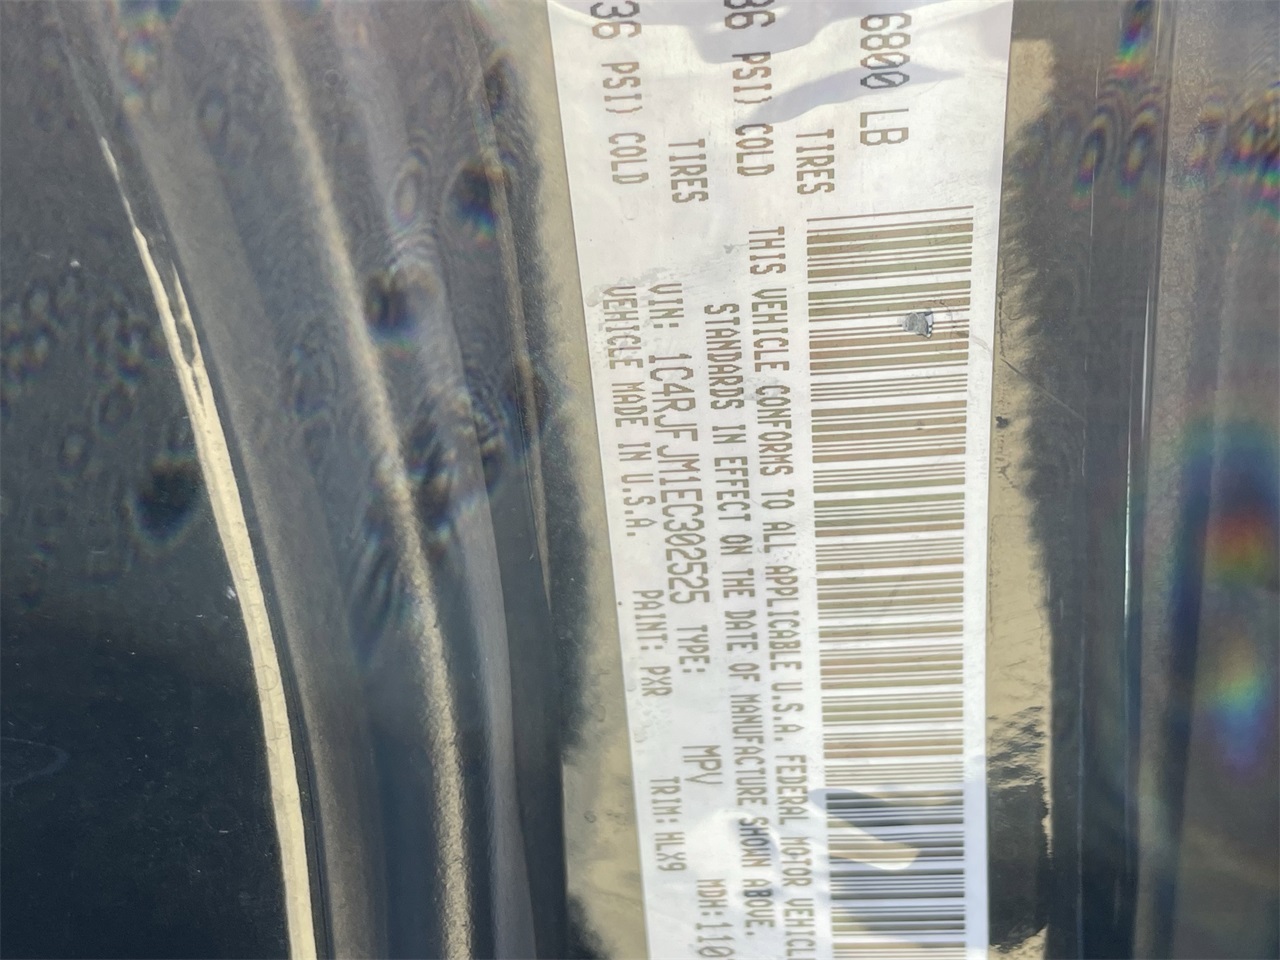 6800 LB
36 PSI) COLD
TIRES
36 PSI) COLD
TIRES
THIS VEHICLE CONFORMS TO ALL APPLICABLE U.S.A. FEDERAL MOTOR
STANDARDS IN EFFECT ON THE DATE OF MANUFACTURE SHOWN ABOVE.
VIN: 1C4RJFJM1EC302525 TYPE: MPV MDH:
VEHICLE MADE IN U.S.A. PAINT: PXR TRIM: HLX9